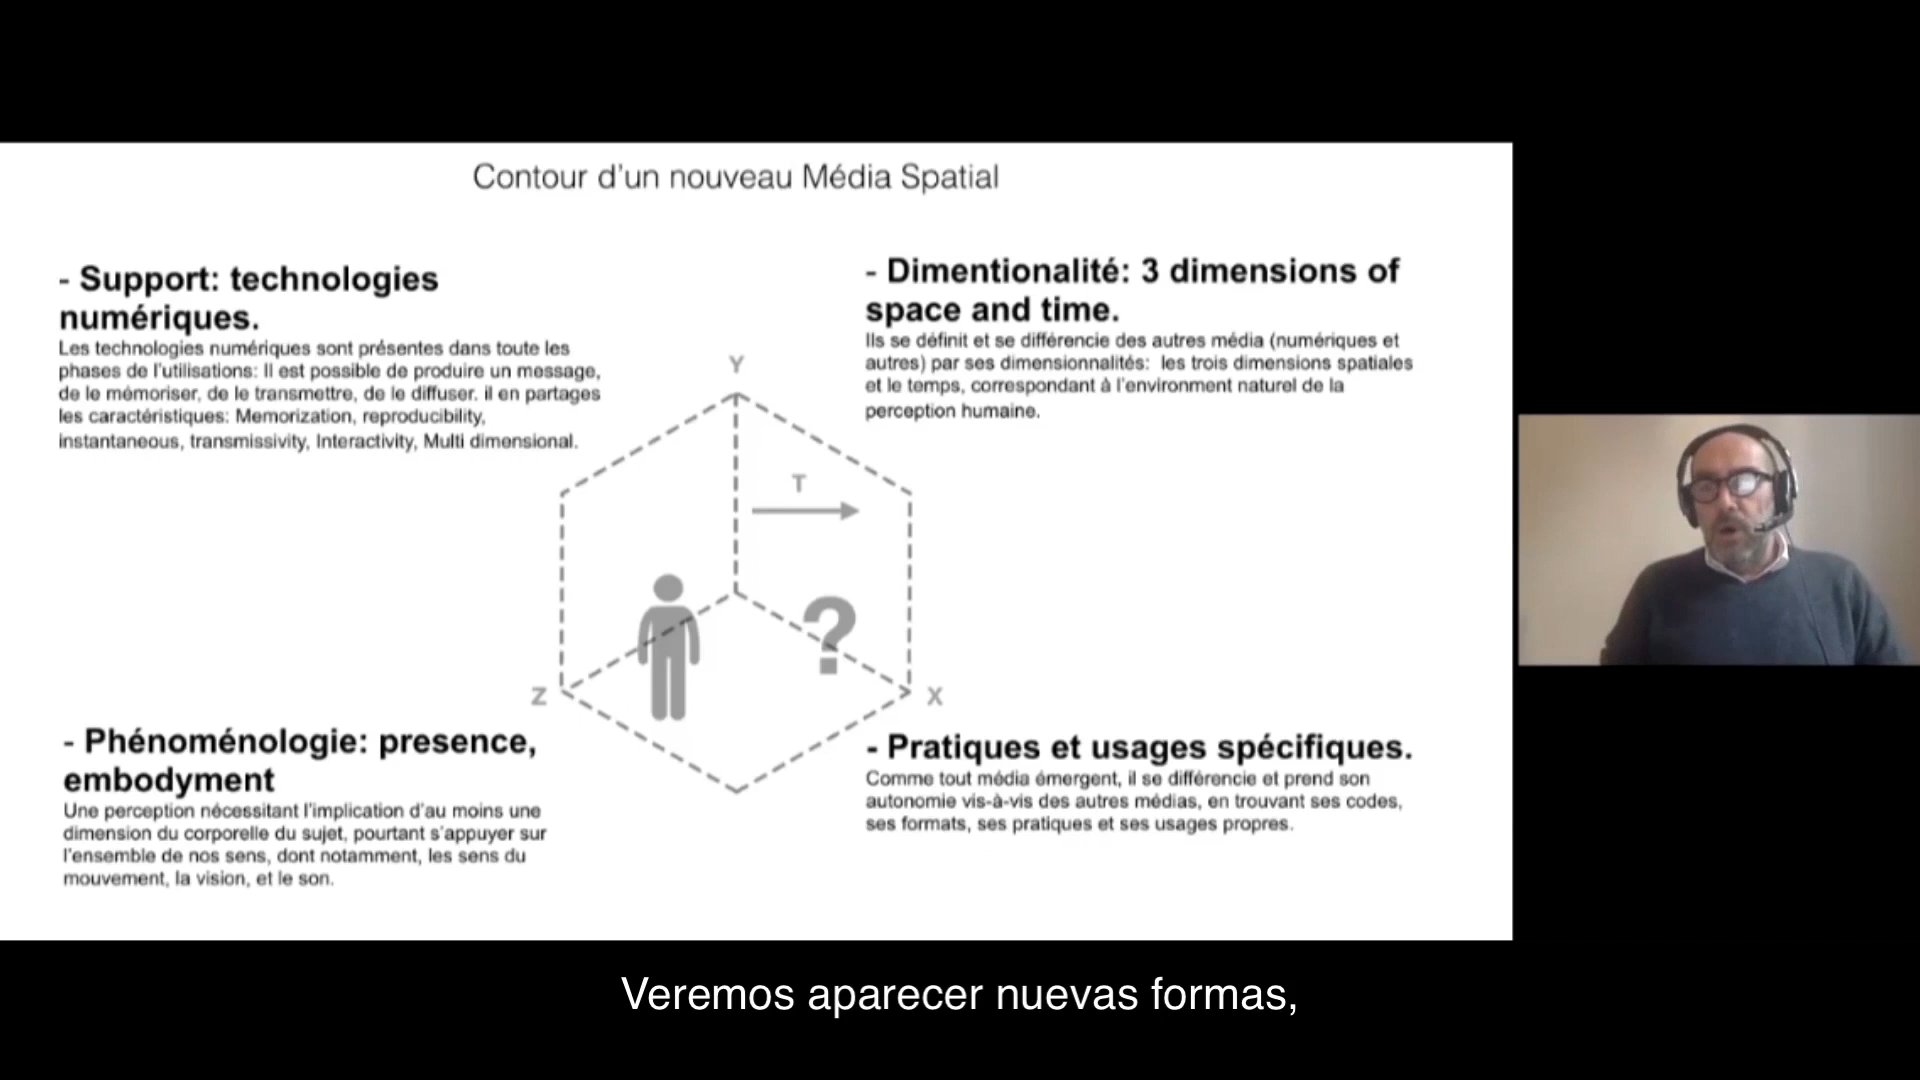 Contour d'un nouveau Média Spatial
- Support: technologies
numériques.
Les technologies numériques sont présentes dans toute les
phases de l'utilisations: Il est possible de produire un message,
de le mémoriser, de le transmettre, de le diffuser. il en partages
les caractéristiques: Memorization, reproducibility,
instantaneous, transmissivity, Interactivity, Multi dimensional.
- Dimentionalité: 3 dimensions of
space and time.
Ils se définit et se différencie des autres média (numériques et
autres) par ses dimensionnalités: les trois dimensions spatiales
et le temps, correspondant à l'environment naturel de la
perception humaine.
Y
T
?
Z
X
- Phénoménologie: presence,
embodyment
Une perception nécessitant l'implication d'au moins une
dimension du corporelle du sujet, pourtant s'appuyer sur
l'ensemble de nos sens, dont notamment, les sens du
mouvement, la vision, et le son.
- Pratiques et usages spécifiques.
Comme tout média émergent, il se différencie et prend son
autonomie vis-à-vis des autres médias, en trouvant ses codes,
ses formats, ses pratiques et ses usages propres.
Veremos aparecer nuevas formas,